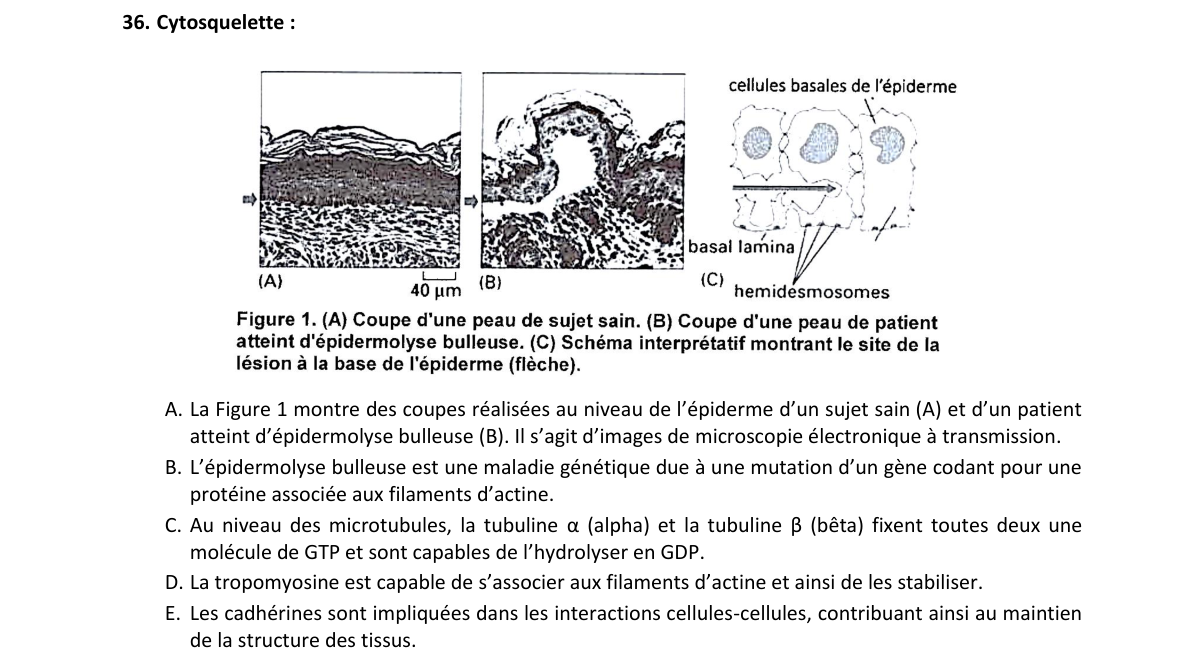 36. Cytosquelette :
cellules basales de l'épiderme
basal lamina
(A)
40 µm
(B)
(C)
hemidesmosomes
Figure 1. (A) Coupe d'une peau de sujet sain. (B) Coupe d'une peau de patient
atteint d'épidermolyse bulleuse. (C) Schéma interprétatif montrant le site de la
lésion à la base de l'épiderme (flèche).
A. La Figure 1 montre des coupes réalisées au niveau de l’épiderme d’un sujet sain (A) et d’un patient
atteint d’épidermolyse bulleuse (B). Il s’agit d’images de microscopie électronique à transmission.
B. L’épidermolyse bulleuse est une maladie génétique due à une mutation d’un gène codant pour une
protéine associée aux filaments d’actine.
C. Au niveau des microtubules, la tubuline α (alpha) et la tubuline β (bêta) fixent toutes deux une
molécule de GTP et sont capables de l’hydrolyser en GDP.
D. La tropomyosine est capable de s’associer aux filaments d’actine et ainsi de les stabiliser.
E. Les cadhérines sont impliquées dans les interactions cellules-cellules, contribuant ainsi au maintien
de la structure des tissus.